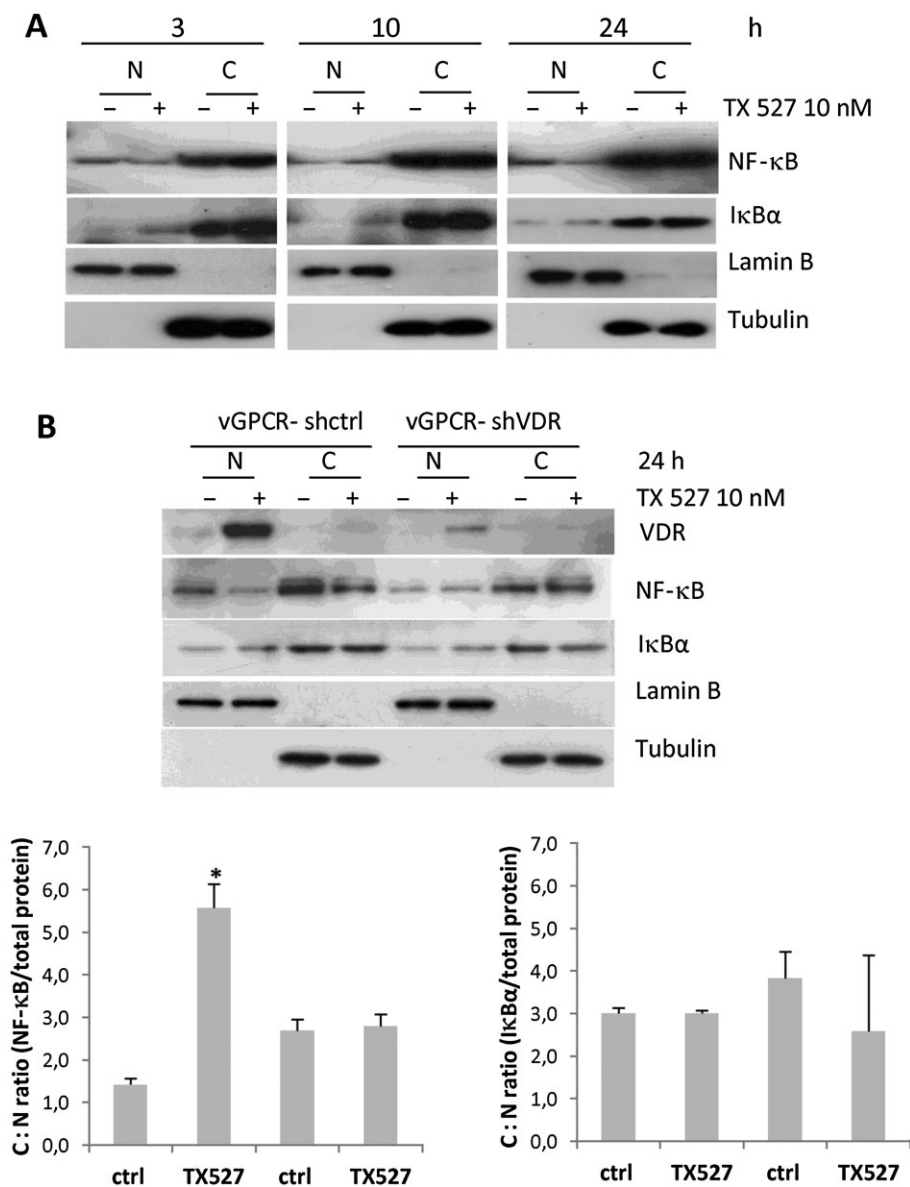 A 3 10 24 h
N C N C N C
– + – + – + – + – + – + TX 527 10 nM
NF-κB
IκBα
Lamin B
Tubulin
B vGPCR- shctrl vGPCR- shVDR
N C N C 24 h
– + – + – + – + TX 527 10 nM
VDR
NF-κB
IκBα
Lamin B
Tubulin
C : N ratio (NF-κB/total protein)
7,0
6,0
5,0
4,0
3,0
2,0
1,0
0,0
*
ctrl TX527 ctrl TX527
C : N ratio (IκBα/total protein)
7,0
6,0
5,0
4,0
3,0
2,0
1,0
0,0
ctrl TX527 ctrl TX527